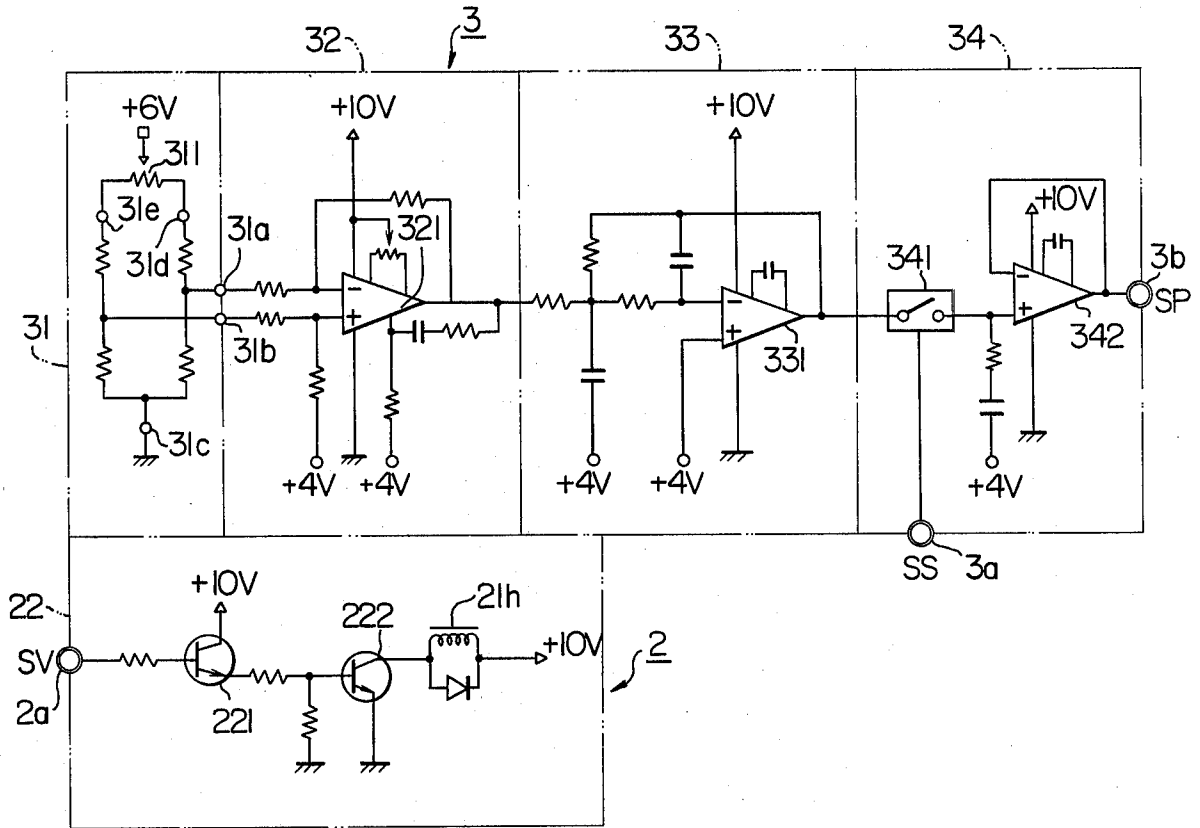 32
3
33
34
+6V
311
+10V
+10V
31e
31d
31a
321
+10V
341
3b
SP
31
31b
331
342
31c
+4V
+4V
+4V
+4V
+4V
SS
3a
22
+10V
222
21h
+10V
SV
2a
221
2